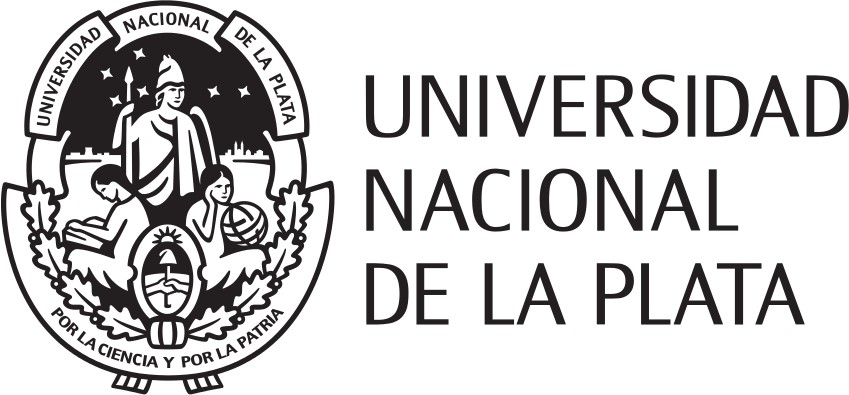 UNIVERSIDAD NACIONAL DE LA PLATA
POR LA CIENCIA Y POR LA PATRIA
UNIVERSIDAD
NACIONAL
DE LA PLATA